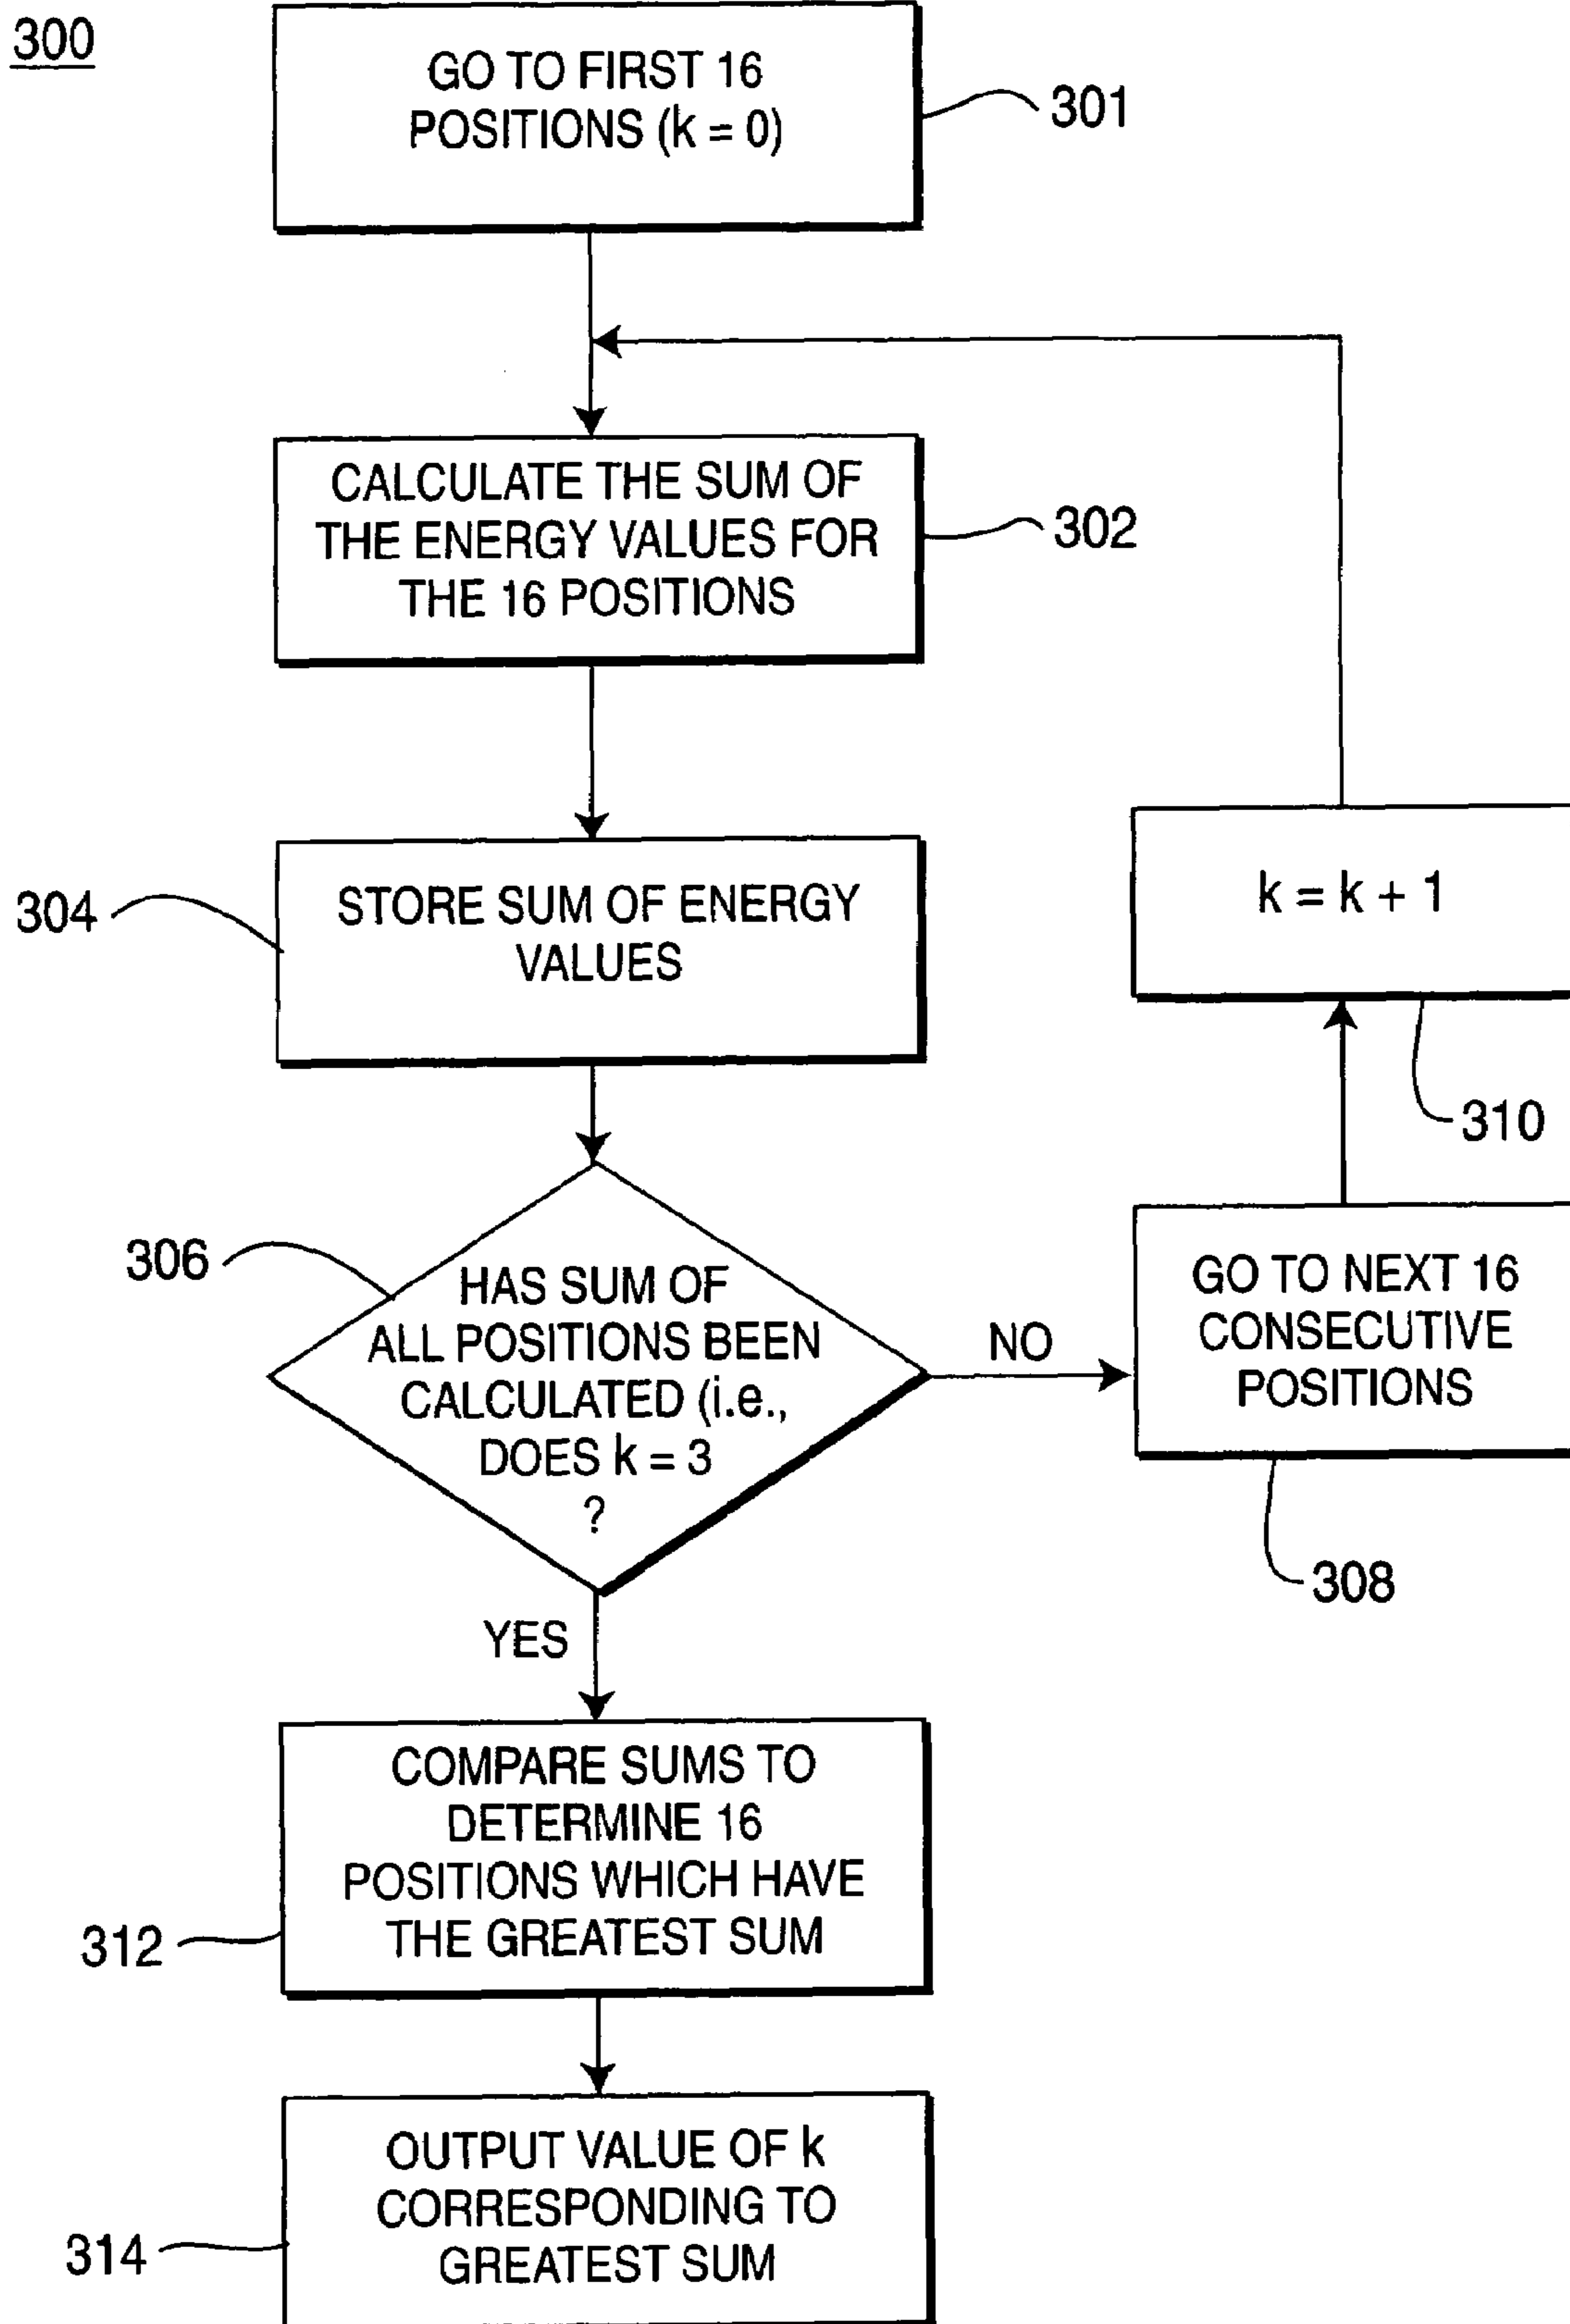 300
GO TO FIRST 16
POSITIONS (k = 0)
301
CALCULATE THE SUM OF
THE ENERGY VALUES FOR
THE 16 POSITIONS
302
STORE SUM OF ENERGY
VALUES
304
k = k + 1
310
HAS SUM OF
ALL POSITIONS BEEN
CALCULATED (i.e.,
DOES k = 3
?
306
NO
GO TO NEXT 16
CONSECUTIVE
POSITIONS
308
YES
COMPARE SUMS TO
DETERMINE 16
POSITIONS WHICH HAVE
THE GREATEST SUM
312
OUTPUT VALUE OF k
CORRESPONDING TO
GREATEST SUM
314